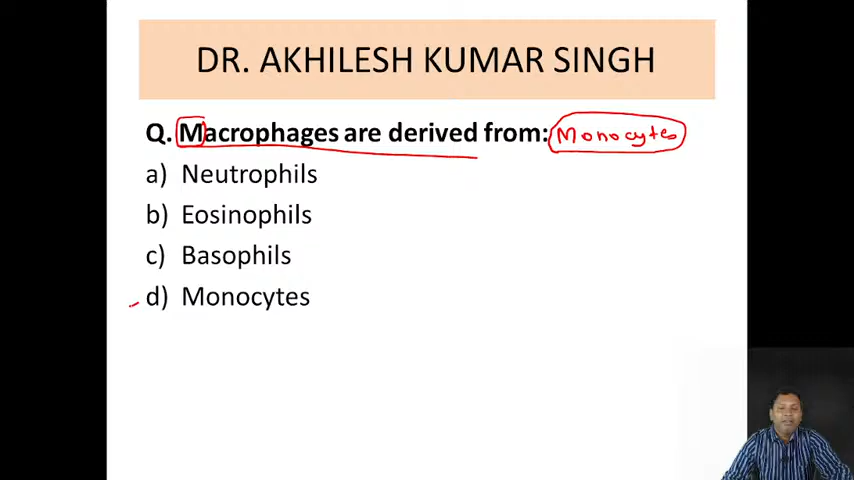 DR. AKHILESH KUMAR SINGH
Q. Macrophages are derived from: Monocytes
a) Neutrophils
b) Eosinophils
c) Basophils
d) Monocytes